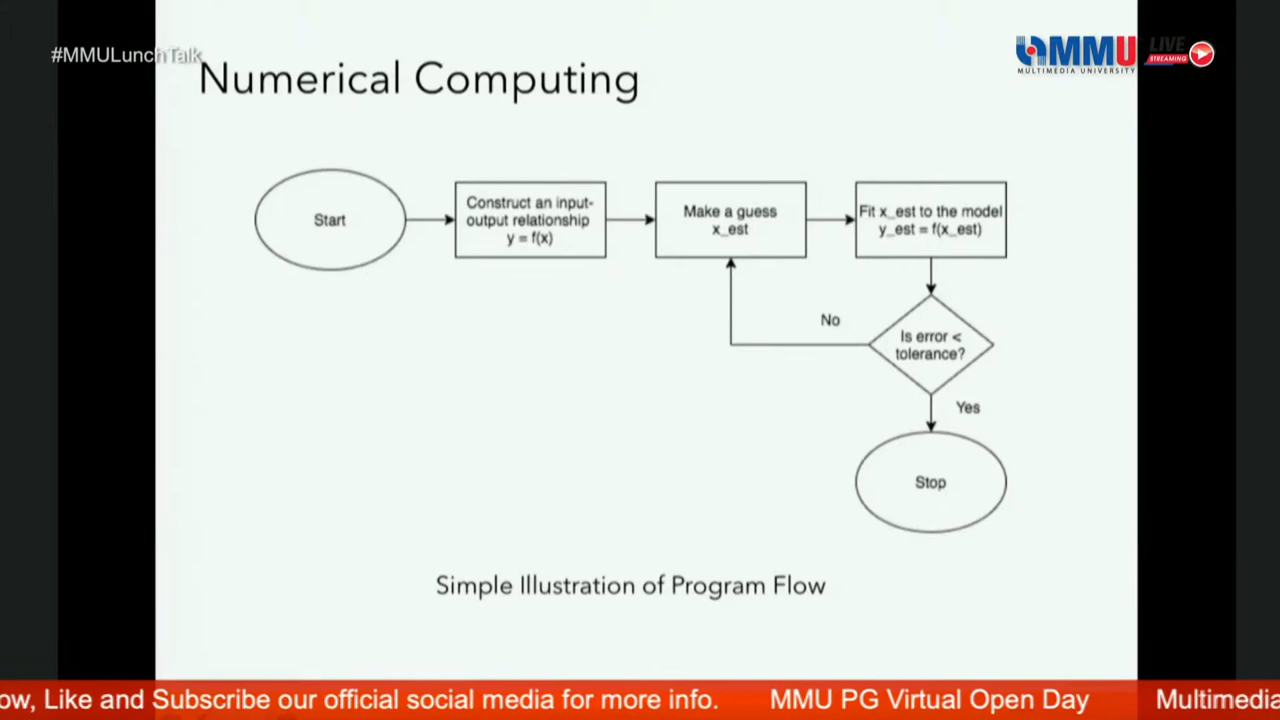 #MMULunchTalk
MMU
MULTIMEDIA UNIVERSITY
LIVE
STREAMING
Numerical Computing
Start
Construct an input-
output relationship
y = f(x)
Make a guess
x_est
Fit x_est to the model
y_est = f(x_est)
No
Is error <
tolerance?
Yes
Stop
Simple Illustration of Program Flow
ow, Like and Subscribe our official social media for more info. MMU PG Virtual Open Day Multimedia